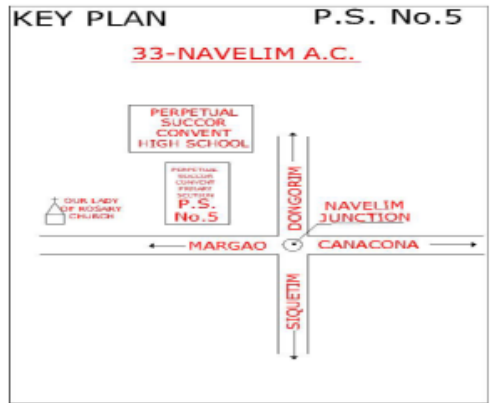 KEY PLAN P.S. No.5
33-NAVELIM A.C.
PERPETUAL
SUCCOR
CONVENT
HIGH SCHOOL
PERPETUAL
SUCCOR
CONVENT
PRIMARY
SECTION
P.S.
No.5
OUR LADY
OF ROSARY
CHURCH
DONGORIM
NAVELIM
JUNCTION
MARGAO
CANACONA
SIQUETIM